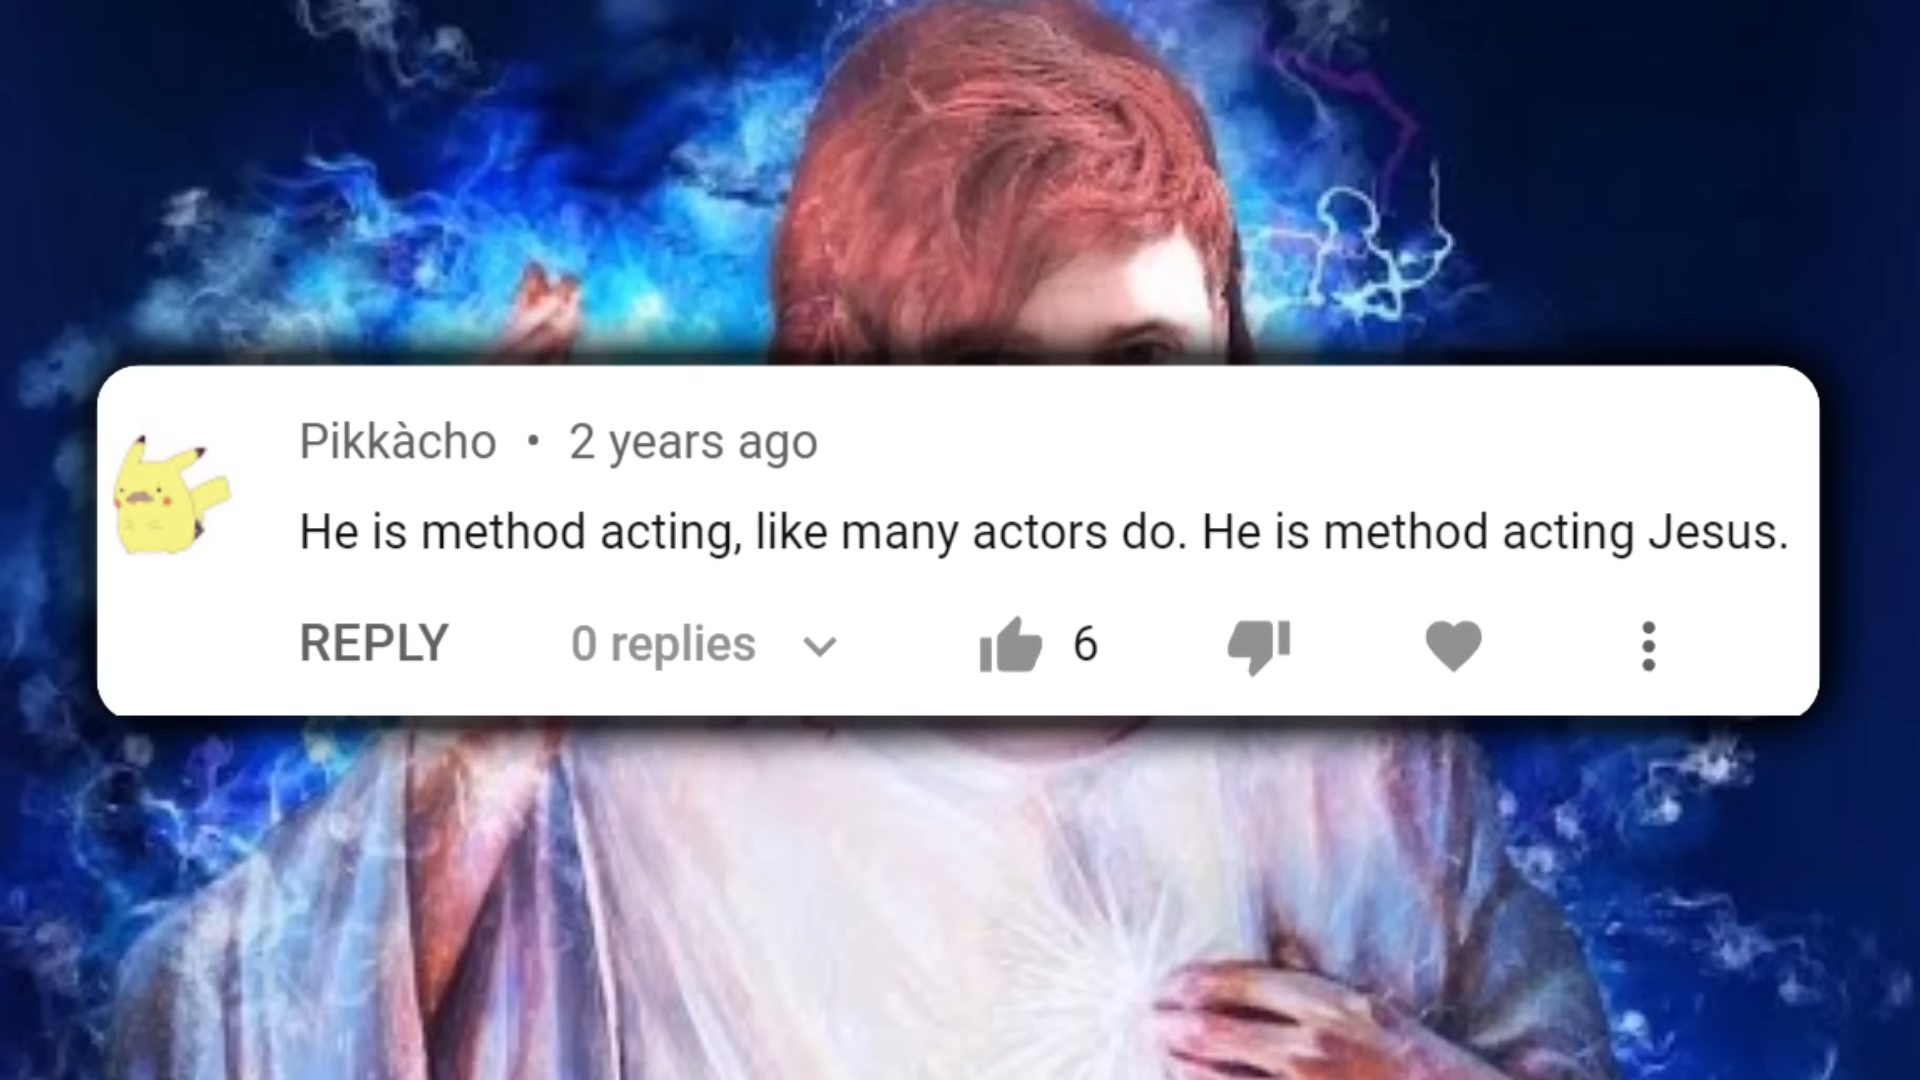 Pikkàcho • 2 years ago
He is method acting, like many actors do. He is method acting Jesus.
REPLY 0 replies 6